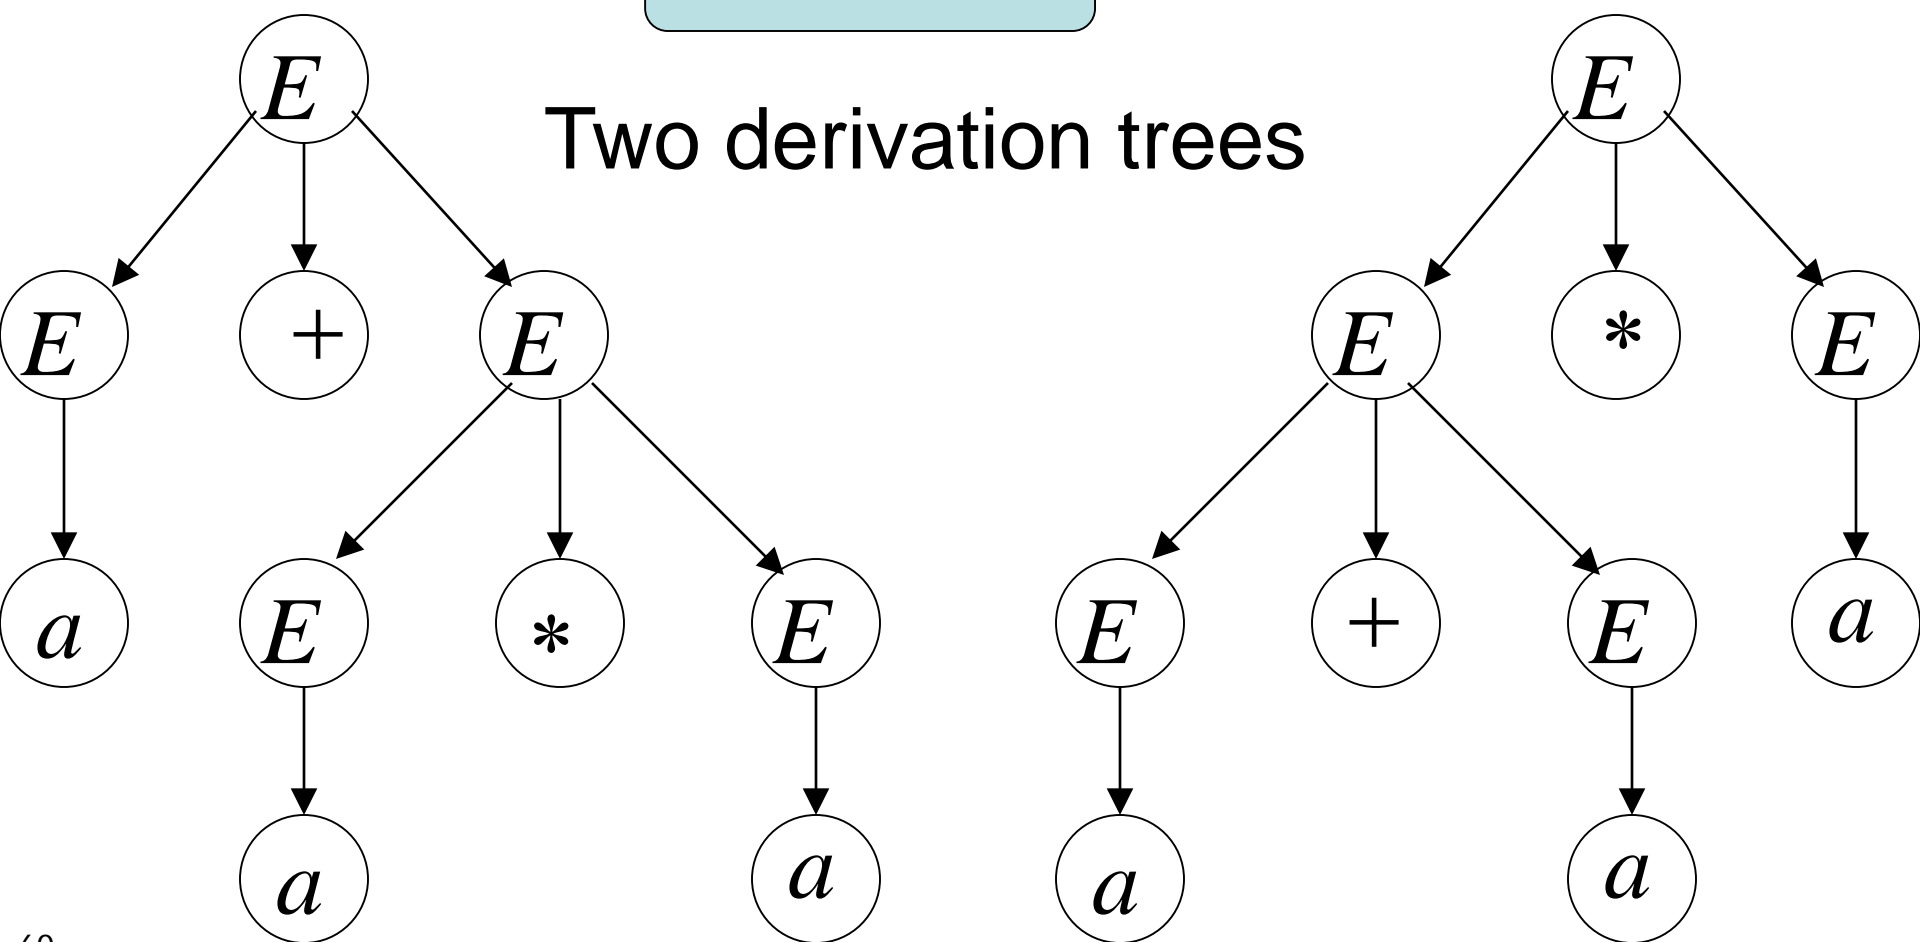 E E
Two derivation trees
E + E E * E
a E * E E + E a
a a a a